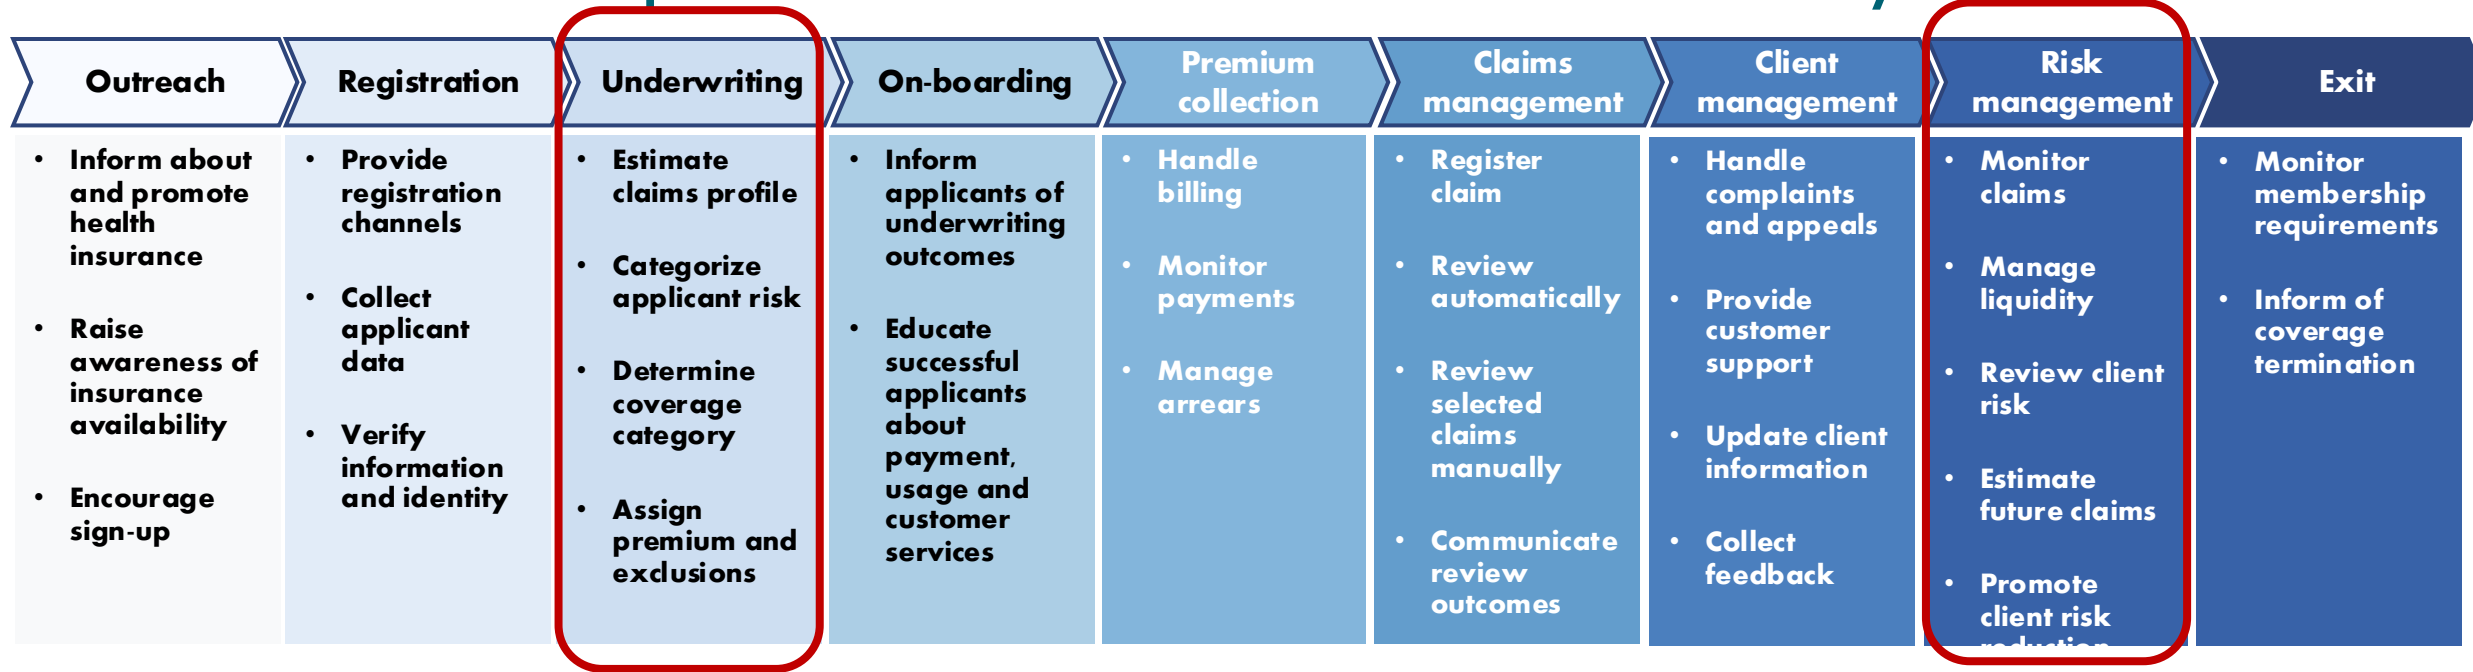 Outreach
Registration
Underwriting
On-boarding
Premium
collection
Claims
management
Client
management
Risk
management
Exit
• Inform about
and promote
health
insurance
• Raise
awareness of
insurance
availability
• Encourage
sign-up
• Provide
registration
channels
• Collect
applicant
data
• Verify
information
and identity
• Estimate
claims profile
• Categorize
applicant risk
• Determine
coverage
category
• Assign
premium and
exclusions
• Inform
applicants of
underwriting
outcomes
• Educate
successful
applicants
about
payment,
usage and
customer
services
• Handle
billing
• Monitor
payments
• Manage
arrears
• Register
claim
• Review
automatically
• Review
selected
claims
manually
• Communicate
review
outcomes
• Handle
complaints
and appeals
• Provide
customer
support
• Update client
information
• Collect
feedback
• Monitor
claims
• Manage
liquidity
• Review client
risk
• Estimate
future claims
• Promote
client risk
reduction
• Monitor
membership
requirements
• Inform of
coverage
termination